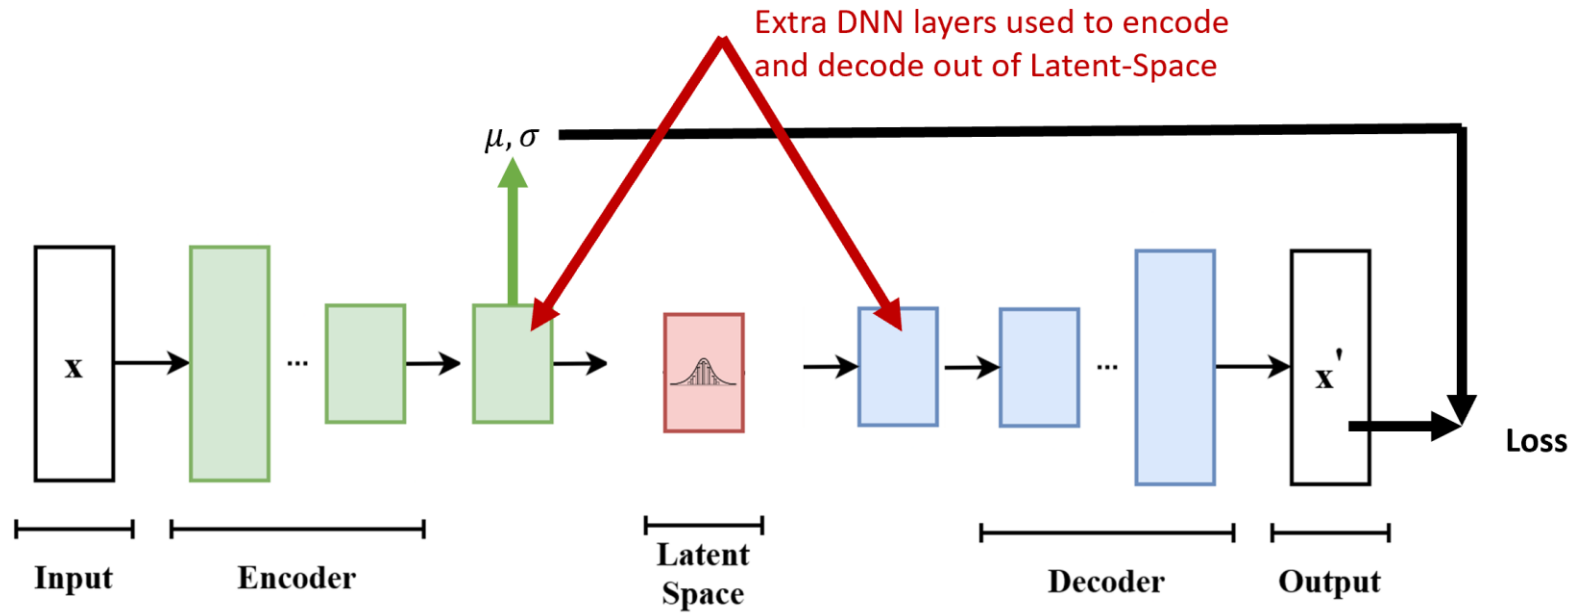 Extra DNN layers used to encode
and decode out of Latent-Space
μ, σ
x
...
...
x'
Loss
Input
Encoder
Latent
Space
Decoder
Output